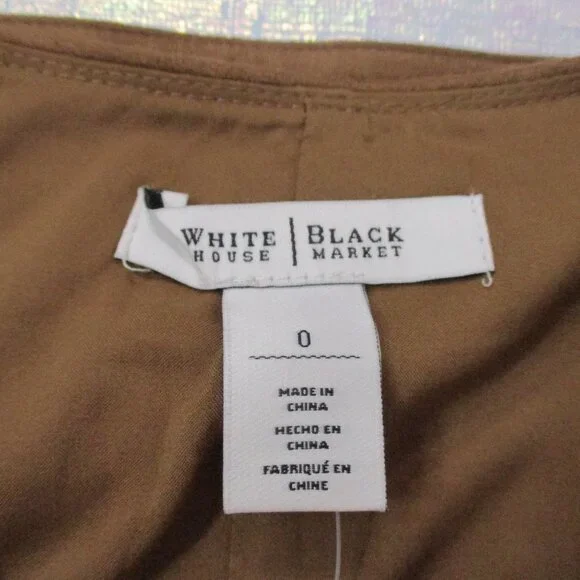 WHITE | BLACK
HOUSE | MARKET
0
MADE IN
CHINA
HECHO EN
CHINA
FABRIQUÉ EN
CHINE